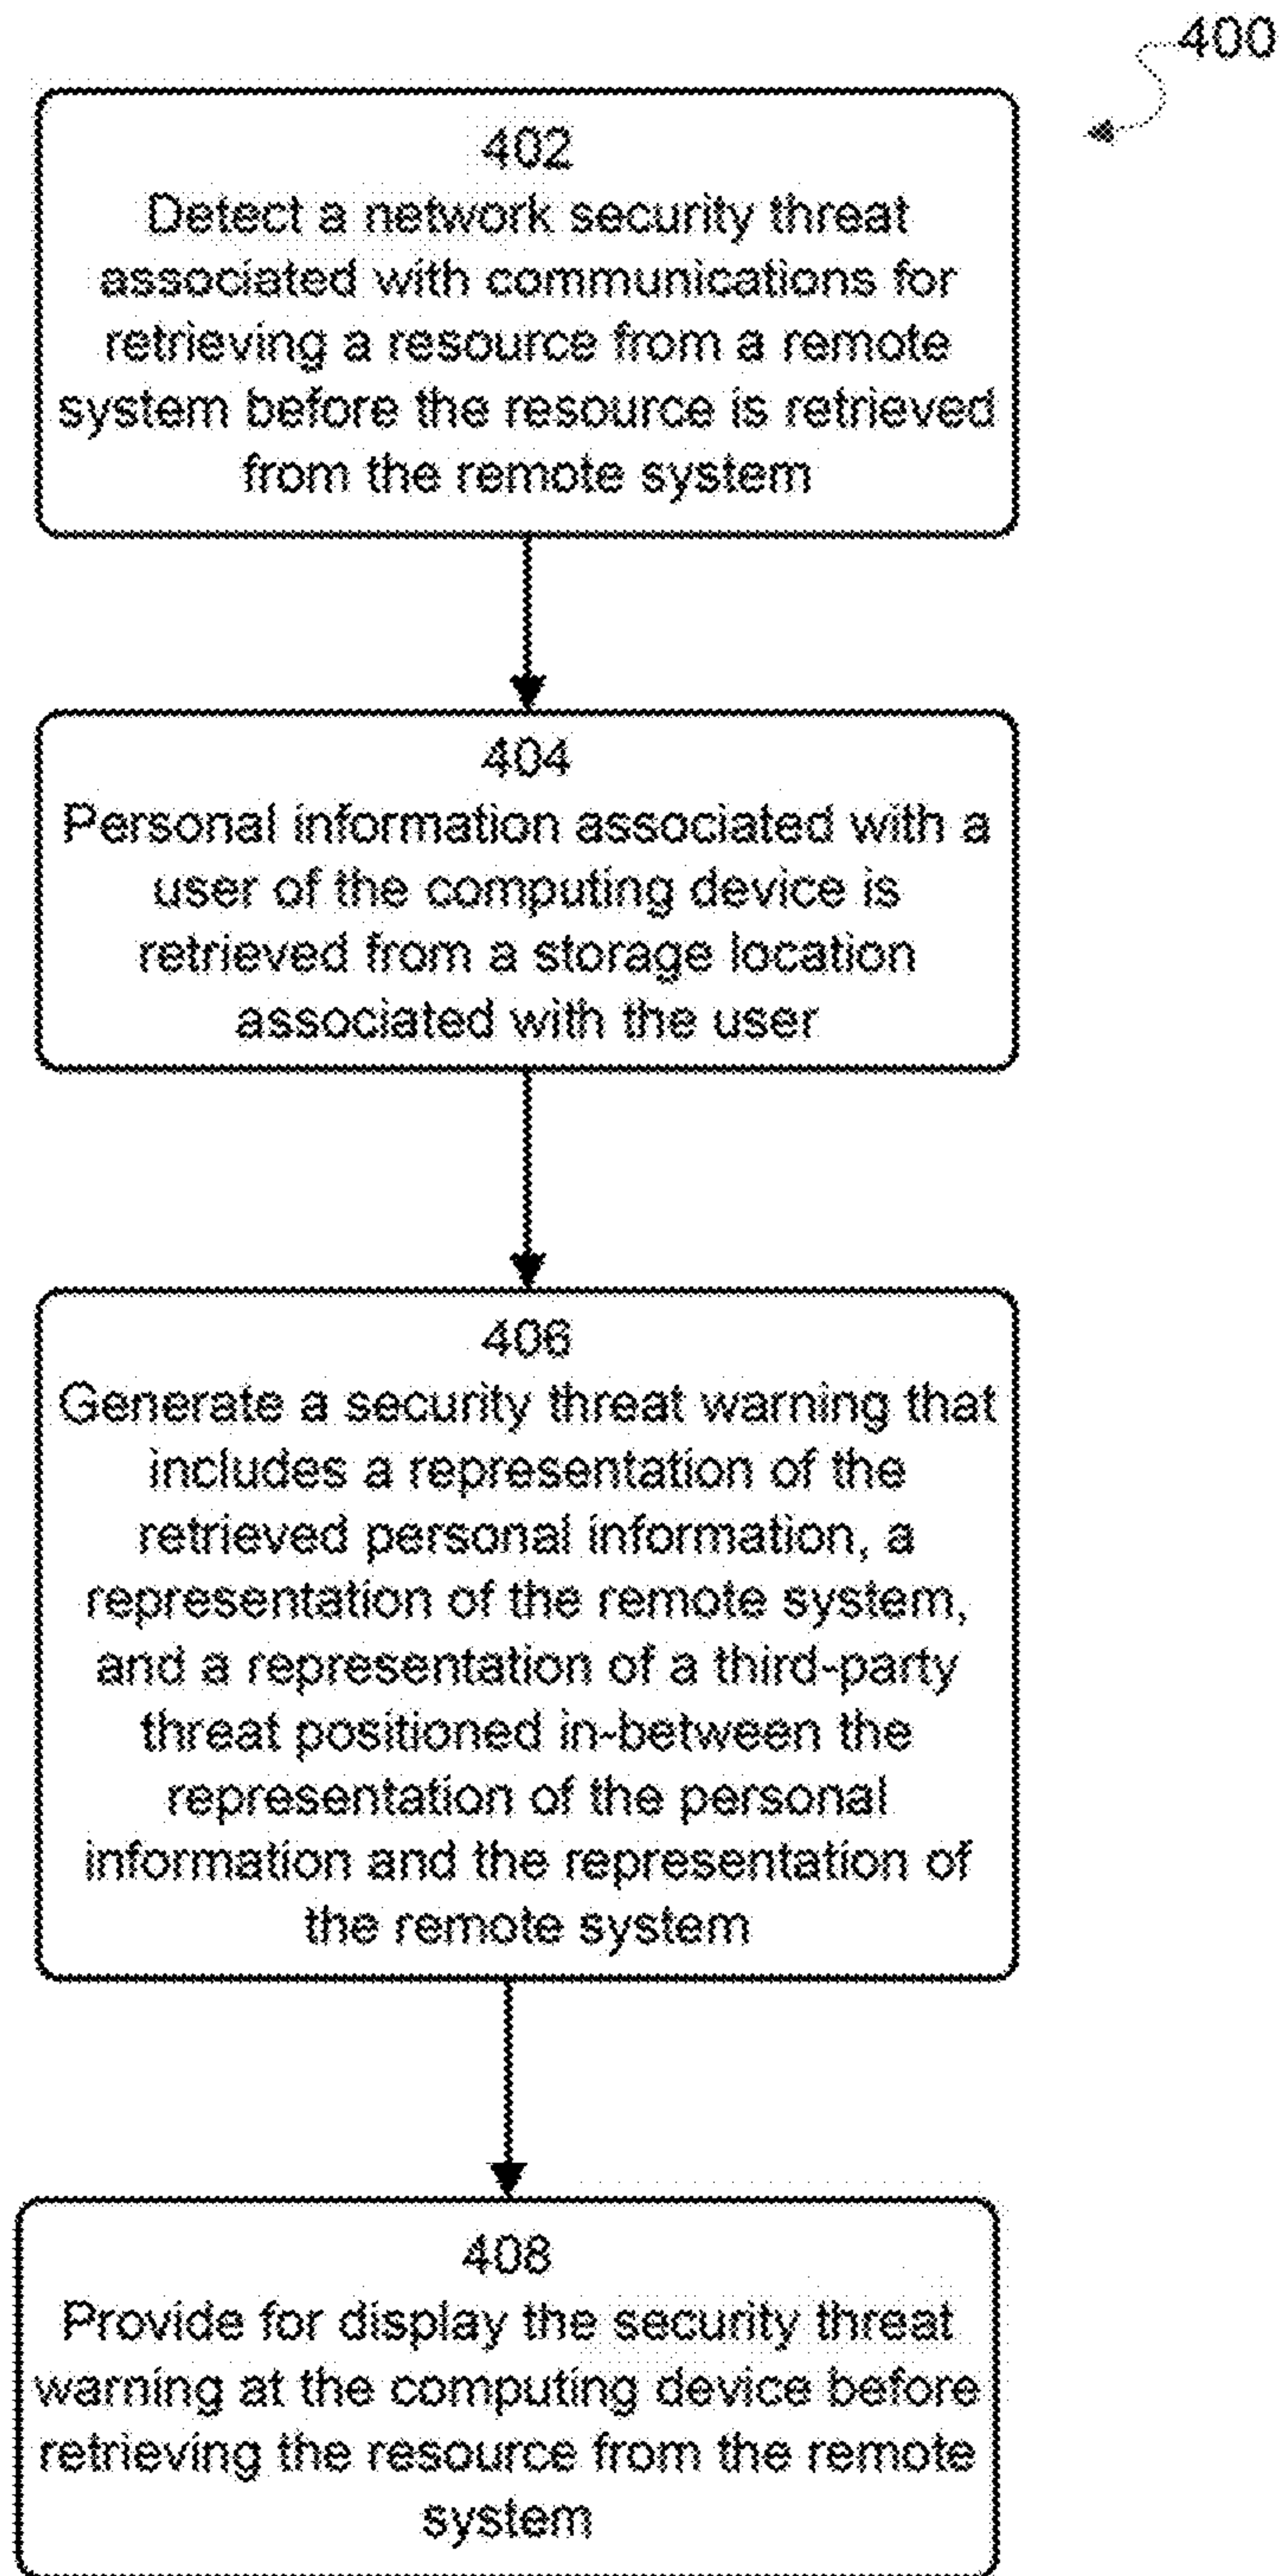 400
402
Detect a network security threat
associated with communications for
retrieving a resource from a remote
system before the resource is retrieved
from the remote system
404
Personal information associated with a
user of the computing device is
retrieved from a storage location
associated with the user
406
Generate a security threat warning that
includes a representation of the
retrieved personal information, a
representation of the remote system,
and a representation of a third-party
threat positioned in-between the
representation of the personal
information and the representation of
the remote system
408
Provide for display the security threat
warning at the computing device before
retrieving the resource from the remote
system